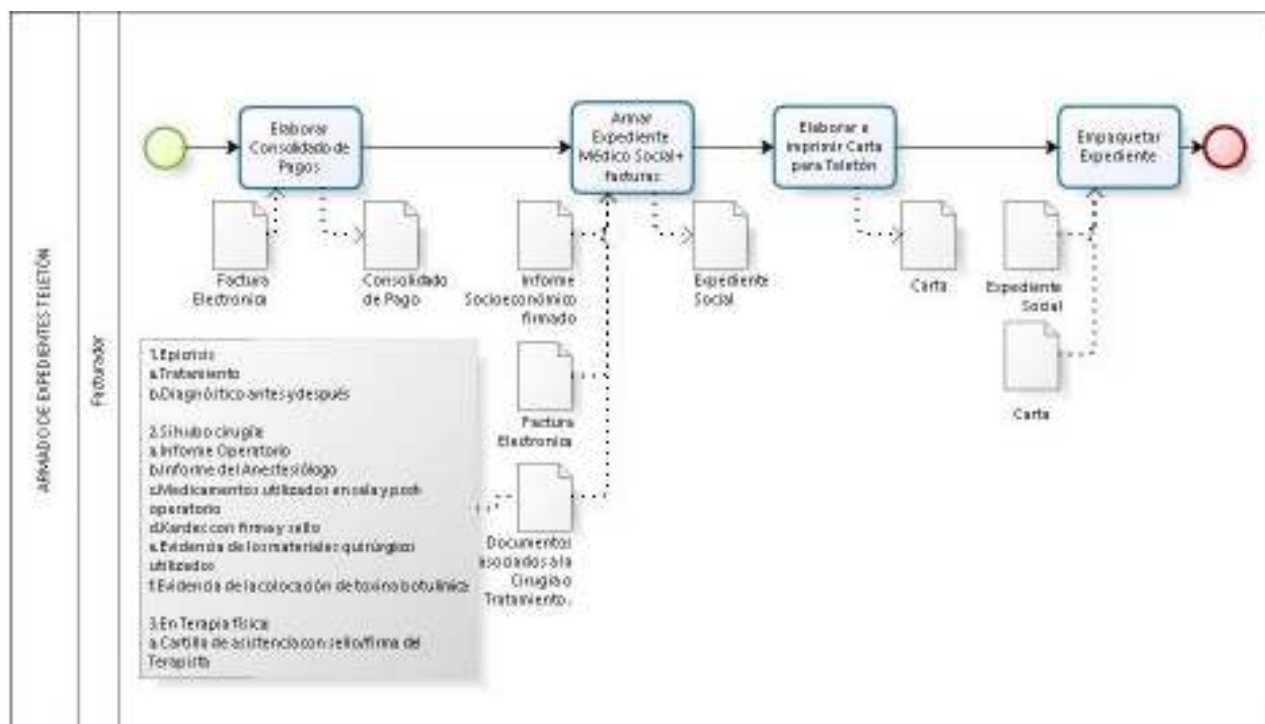 ARMADO DE EXPEDIENTES TELETÓN
Facturador
Elaborar
Consolidado de
Pagos
Armar
Expediente
Médico Social+
facturas
Elaborar e
imprimir Carta
para Teletón
Empaquetar
Expediente
Factura
Electronica
Consolidado
de Pago
Informe
Socioeconómico
firmado
Expediente
Social
Carta
Expediente
Social
Factura
Electronica
Carta
Documentos
asociados a la
Cirugía o
Tratamiento.
1.Epicrisis
a.Tratamiento
b.Diagnóstico antes y después
2.Si hubo cirugía:
a.Informe Operatorio
b.Informe del Anestesiólogo
c.Medicamentos utilizados en sala y post-
operatorio
d.Kardex con firma y sello
e.Evidencia de los materiales quirúrgico
utilizados
f.Evidencia de la colocación de toxina botulínica
3.En Terapia física:
a.Cartilla de asistencia con sello/firma del
Terapista